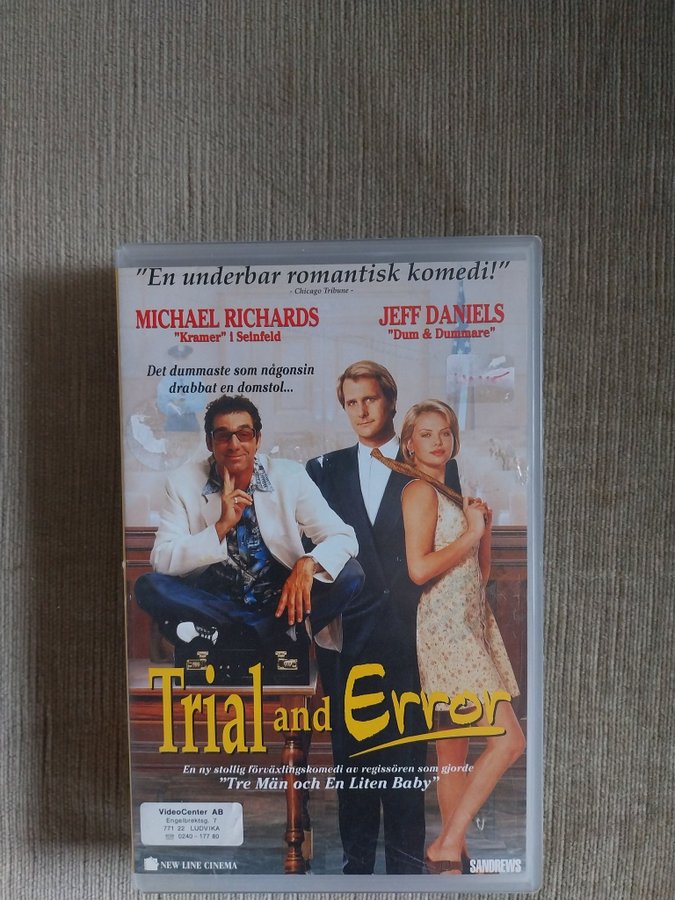 "En underbar romantisk komedi!"
- Chicago Tribune -
MICHAEL RICHARDS
"Kramer" i Seinfeld
JEFF DANIELS
"Dum & Dummare"
Det dummaste som någonsin
drabbat en domstol...
Trial and Error
En ny stollig förväxlingskomedi av regissören som gjorde
"Tre Män och En Liten Baby"
VideoCenter AB
Engelbrektsg. 7
771 22 LUDVIKA
☎ 0240 - 177 80
NEW LINE CINEMA
SANDREWS